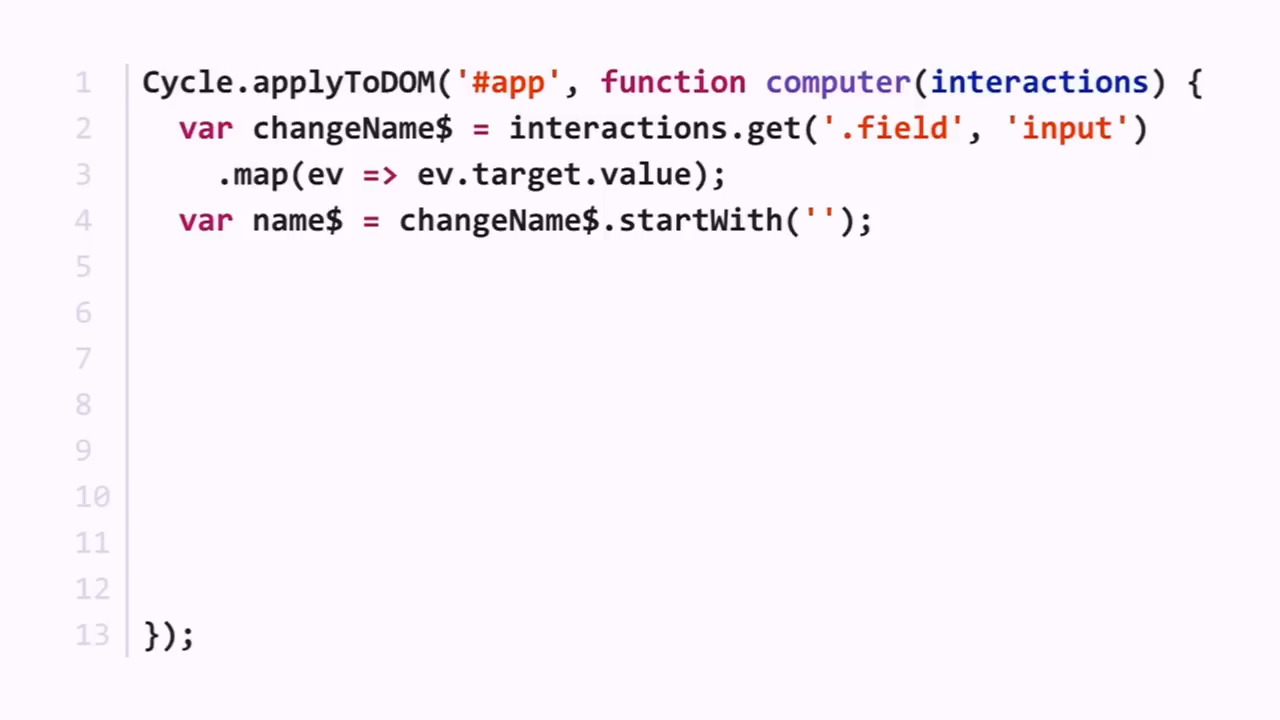 1 Cycle.applyToDOM('#app', function computer(interactions) {
2   var changeName$ = interactions.get('.field', 'input')
3     .map(ev => ev.target.value);
4   var name$ = changeName$.startWith('');
5
6
7
8
9
10
11
12
13 });